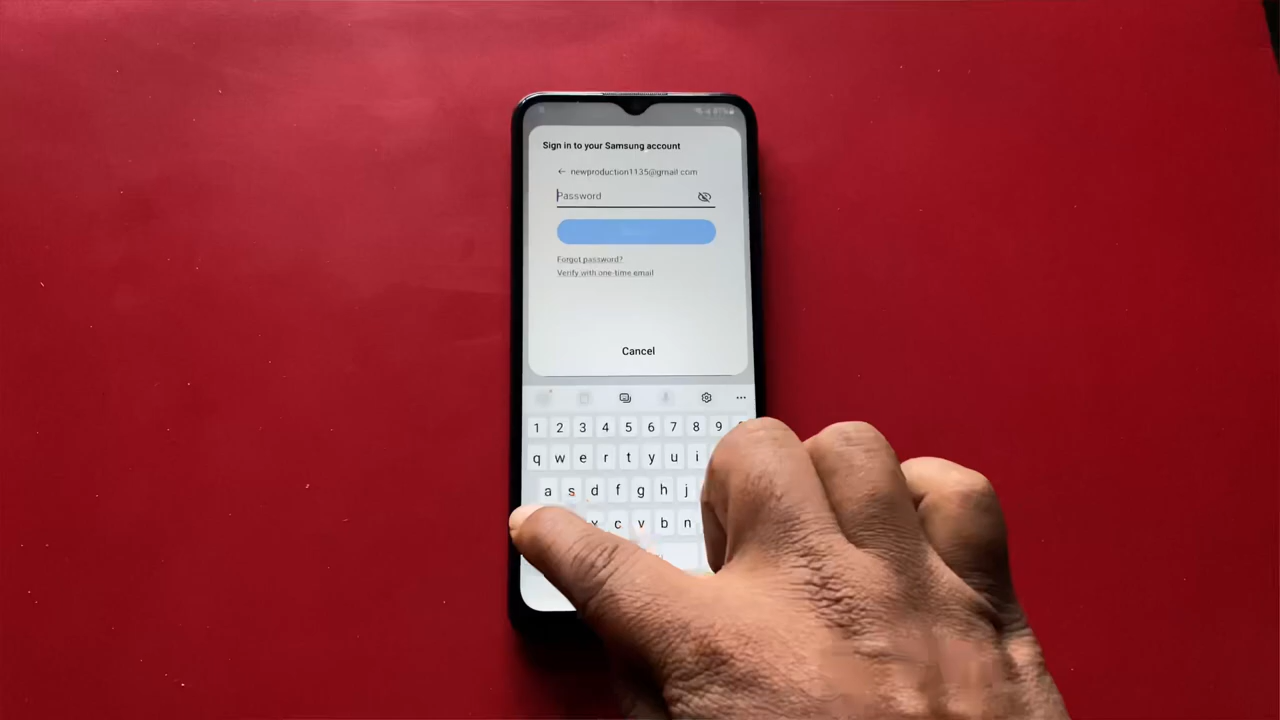 Sign in to your Samsung account
← newproduction1135@gmail.com
Password
Forgot password?
Verify with one-time email
Cancel
1 2 3 4 5 6 7 8 9
q w e r t y u i
a s d f g h j
x c v b n